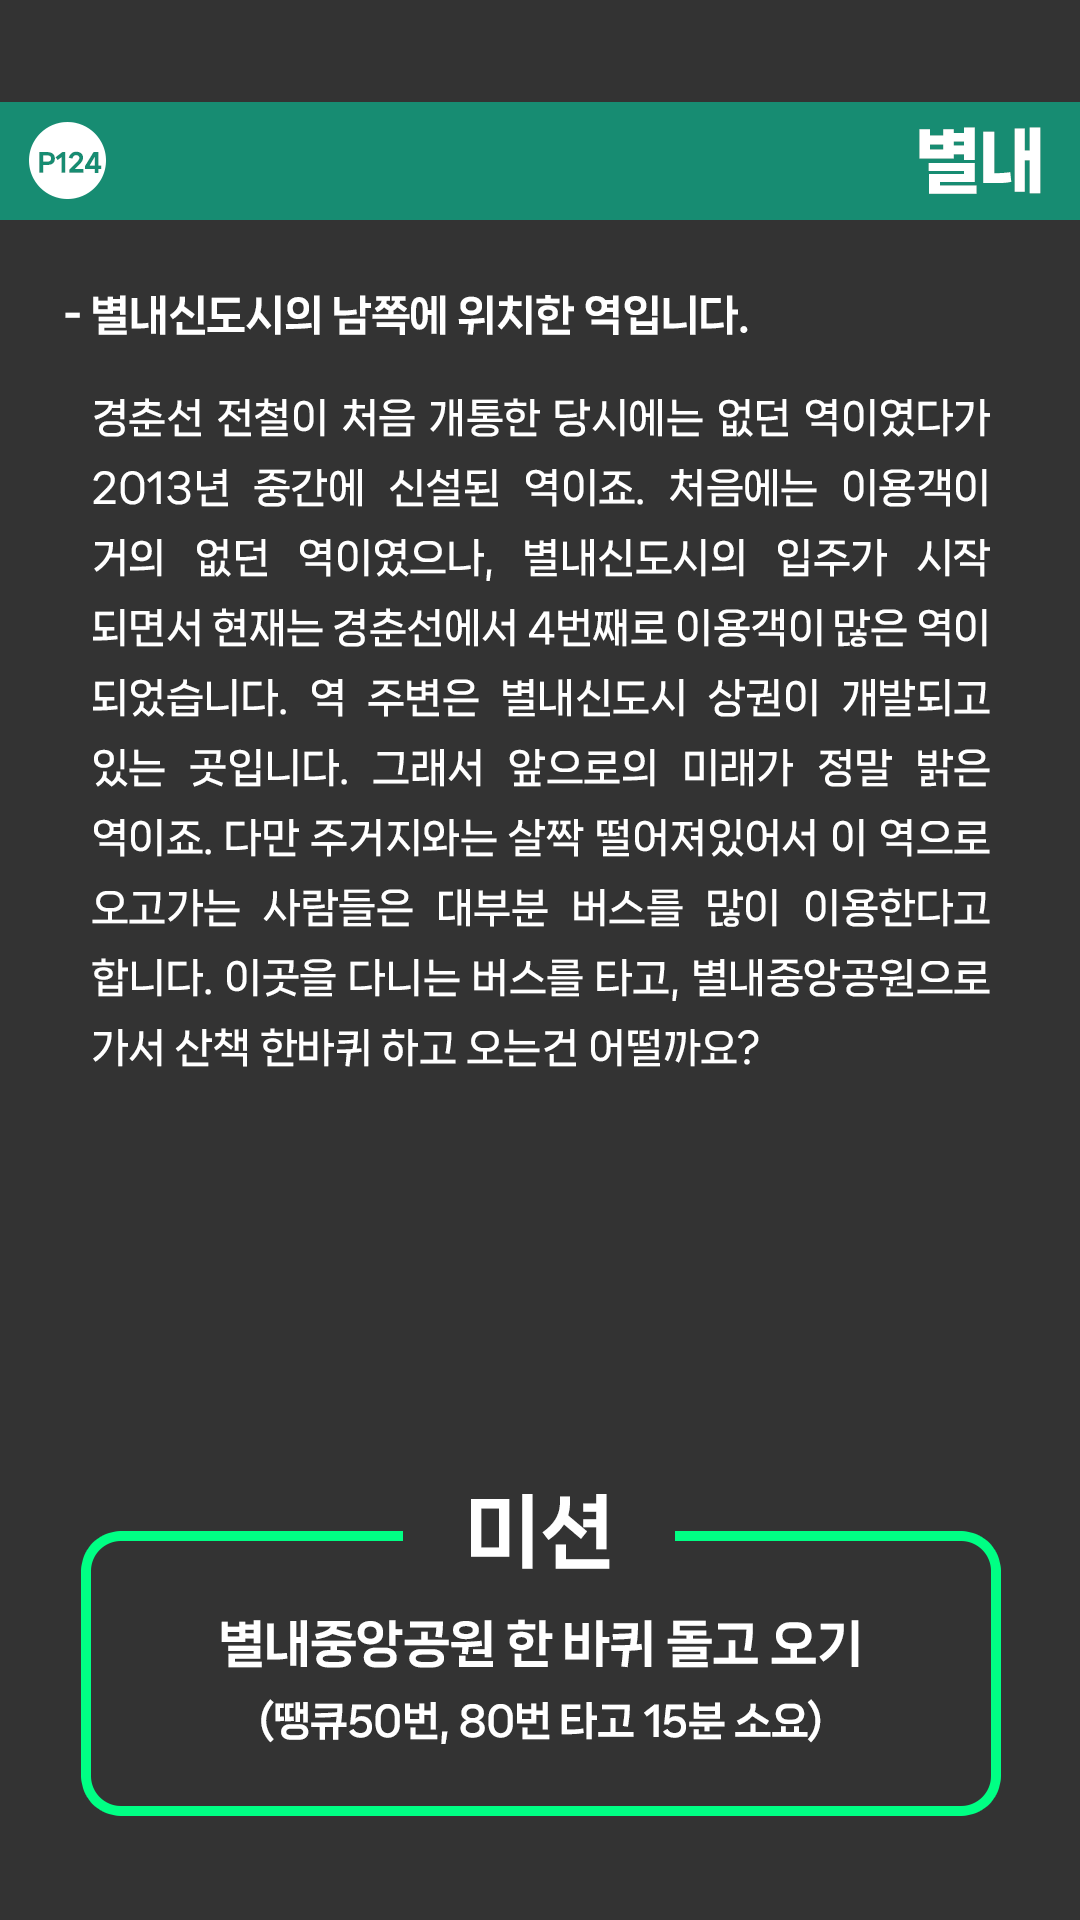 P124
별내
- 별내신도시의 남쪽에 위치한 역입니다.
경춘선 전철이 처음 개통한 당시에는 없던 역이였다가
2013년 중간에 신설된 역이죠. 처음에는 이용객이
거의 없던 역이였으나, 별내신도시의 입주가 시작
되면서 현재는 경춘선에서 4번째로 이용객이 많은 역이
되었습니다. 역 주변은 별내신도시 상권이 개발되고
있는 곳입니다. 그래서 앞으로의 미래가 정말 밝은
역이죠. 다만 주거지와는 살짝 떨어져있어서 이 역으로
오고가는 사람들은 대부분 버스를 많이 이용한다고
합니다. 이곳을 다니는 버스를 타고, 별내중앙공원으로
가서 산책 한바퀴 하고 오는건 어떨까요?
미션
별내중앙공원 한 바퀴 돌고 오기
(땡큐50번, 80번 타고 15분 소요)